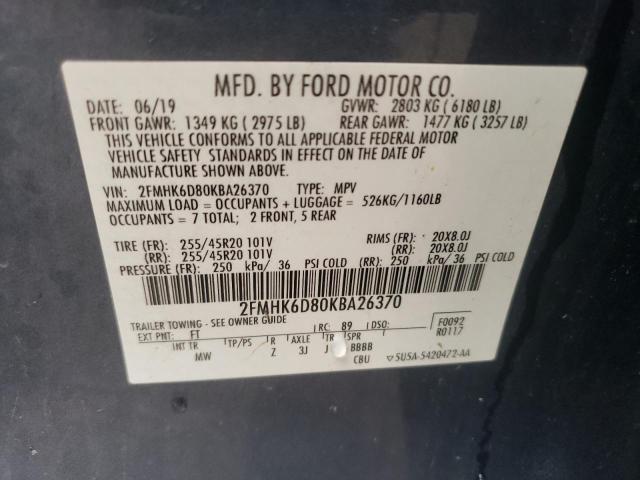 MFD. BY FORD MOTOR CO.
DATE: 06/19 GVWR: 2803 KG ( 6180 LB)
FRONT GAWR: 1349 KG ( 2975 LB) REAR GAWR: 1477 KG ( 3257 LB)
THIS VEHICLE CONFORMS TO ALL APPLICABLE FEDERAL MOTOR
VEHICLE SAFETY STANDARDS IN EFFECT ON THE DATE OF
MANUFACTURE SHOWN ABOVE.
VIN: 2FMHK6D80KBA26370 TYPE: MPV
MAXIMUM LOAD = OCCUPANTS + LUGGAGE = 526KG/1160LB
OCCUPANTS = 7 TOTAL; 2 FRONT, 5 REAR
TIRE (FR): 255/45R20 101V RIMS (FR): 20X8.0J
(RR): 255/45R20 101V (RR): 20X8.0J
PRESSURE (FR): 250 kPa/ 36 PSI COLD (RR): 250 kPa/ 36 PSI COLD
2FMHK6D80KBA26370
TRAILER TOWING - SEE OWNER GUIDE
EXT PNT: FT RC: 89 DSO: F0092
INT TR TP/PS R AXLE TR SPR R0117
MW Z 3J J BBBB
CBU 5U5A-5420472-AA